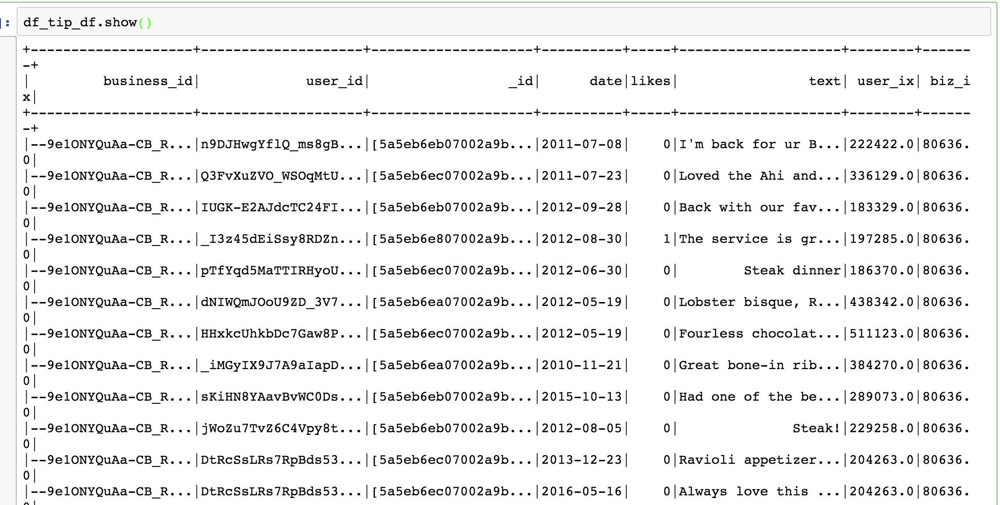 ]: df_tip_df.show()
+--------------------+--------------------+--------------------+----------+-----+--------------------+--------+------
-+
|         business_id|             user_id|                 _id|      date|likes|                text| user_ix| biz_i
x|
+--------------------+--------------------+--------------------+----------+-----+--------------------+--------+------
-+
|--9e1ONYQuAa-CB_R...|n9DJHwgYflQ_ms8gB...|[5a5eb6eb07002a9b...|2011-07-08|    0|I'm back for ur B...|222422.0|80636.
0|
|--9e1ONYQuAa-CB_R...|Q3FvXuZVO_WSOqMtU...|[5a5eb6ec07002a9b...|2011-07-23|    0|Loved the Ahi and...|336129.0|80636.
0|
|--9e1ONYQuAa-CB_R...|IUGK-E2AJdcTC24FI...|[5a5eb6eb07002a9b...|2012-09-28|    0|Back with our fav...|183329.0|80636.
0|
|--9e1ONYQuAa-CB_R...|_I3z45dEiSsy8RDZn...|[5a5eb6e807002a9b...|2012-08-30|    1|The service is gr...|197285.0|80636.
0|
|--9e1ONYQuAa-CB_R...|pTfYqd5MaTTIRHyoU...|[5a5eb6ec07002a9b...|2012-06-30|    0|        Steak dinner|186370.0|80636.
0|
|--9e1ONYQuAa-CB_R...|dNIWQmJOoU9ZD_3V7...|[5a5eb6ea07002a9b...|2012-05-19|    0|Lobster bisque, R...|438342.0|80636.
0|
|--9e1ONYQuAa-CB_R...|HHxkcUhkbDc7Gaw8P...|[5a5eb6ec07002a9b...|2012-05-19|    0|Fourless chocolat...|511123.0|80636.
0|
|--9e1ONYQuAa-CB_R...|_iMGyIX9J7A9aIapD...|[5a5eb6ea07002a9b...|2010-11-21|    0|Great bone-in rib...|384270.0|80636.
0|
|--9e1ONYQuAa-CB_R...|sKiHN8YAavBvWC0Ds...|[5a5eb6eb07002a9b...|2015-10-13|    0|Had one of the be...|289073.0|80636.
0|
|--9e1ONYQuAa-CB_R...|jWoZu7TvZ6C4Vpy8t...|[5a5eb6eb07002a9b...|2012-08-05|    0|              Steak!|229258.0|80636.
0|
|--9e1ONYQuAa-CB_R...|DtRcSsLRs7RpBds53...|[5a5eb6ec07002a9b...|2013-12-23|    0|Ravioli appetizer...|204263.0|80636.
0|
|--9e1ONYQuAa-CB_R...|DtRcSsLRs7RpBds53...|[5a5eb6ec07002a9b...|2016-05-16|    0|Always love this ...|204263.0|80636.